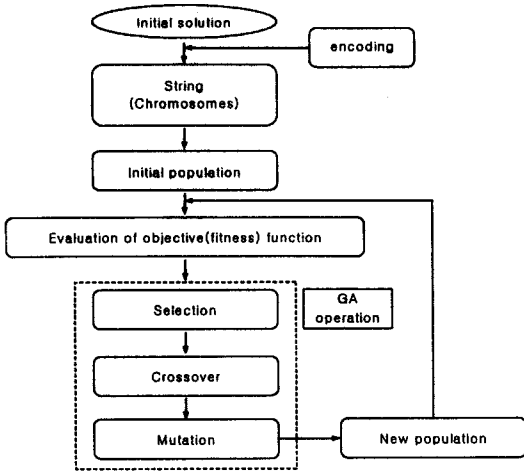 Initial solution
encoding
String
(Chromosomes)
Initial population
Evaluation of objective(fitness) function
Selection
GA
operation
Crossover
Mutation
New population